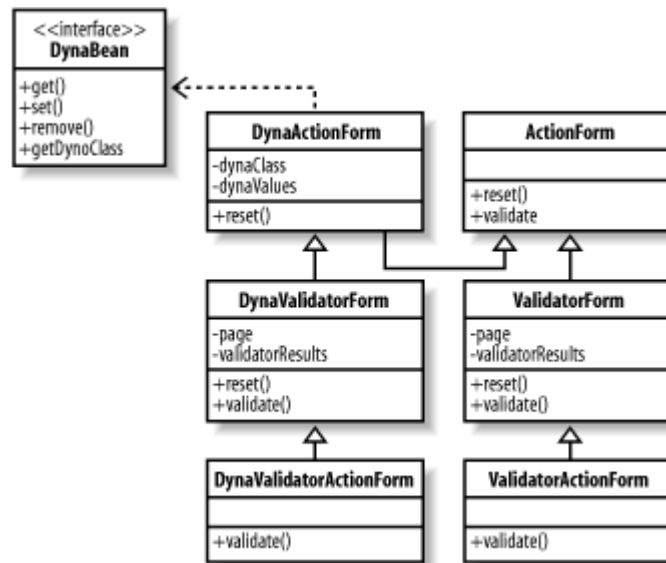 <<interface>>
DynaBean
+get()
+set()
+remove()
+getDynoClass
DynaActionForm
-dynaClass
-dynaValues
+reset()
ActionForm
+reset()
+validate
DynaValidatorForm
-page
-validatorResults
+reset()
+validate()
ValidatorForm
-page
-validatorResults
+reset()
+validate()
DynaValidatorActionForm
+validate()
ValidatorActionForm
+validate()